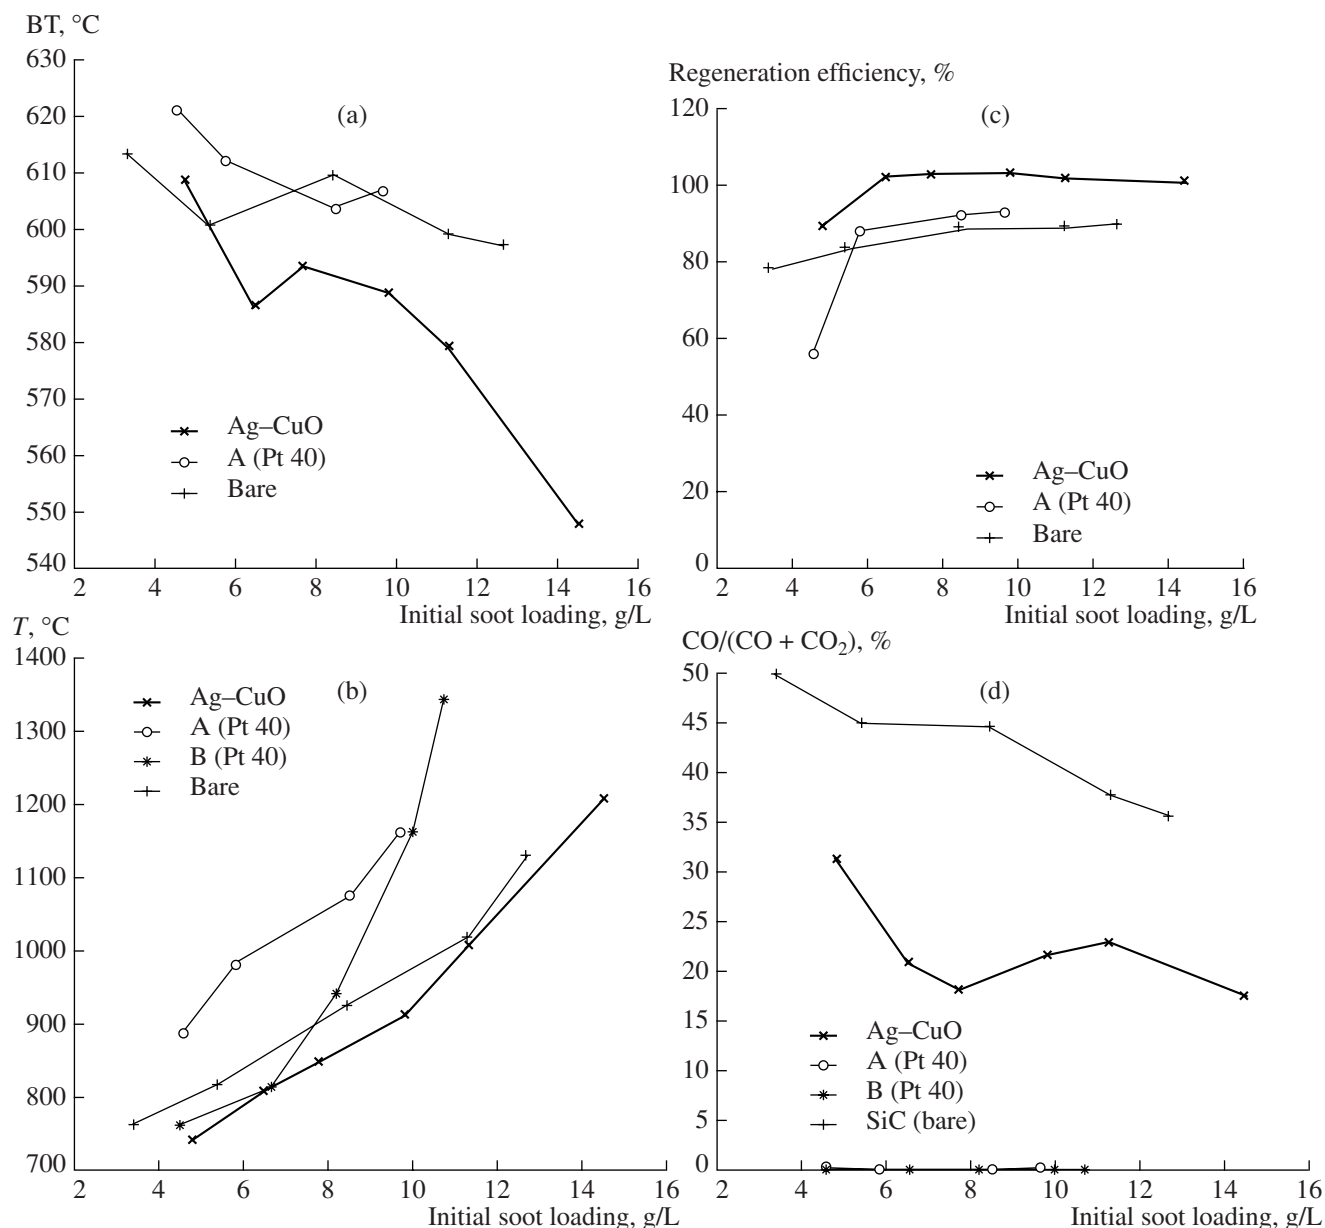 BT, °C
630
620
610
600
590
580
570
560
550
540
(a)
Ag–CuO
A (Pt 40)
Bare
2 4 6 8 10 12 14 16
Initial soot loading, g/L
Regeneration efficiency, %
120
100
80
60
40
20
0
(c)
Ag–CuO
A (Pt 40)
Bare
2 4 6 8 10 12 14 16
Initial soot loading, g/L
T, °C
1400
1300
1200
1100
1000
900
800
700
(b)
Ag–CuO
A (Pt 40)
B (Pt 40)
Bare
2 4 6 8 10 12 14 16
Initial soot loading, g/L
CO/(CO + CO₂), %
50
45
40
35
30
25
20
15
10
5
0
(d)
Ag–CuO
A (Pt 40)
B (Pt 40)
SiC (bare)
2 4 6 8 10 12 14 16
Initial soot loading, g/L